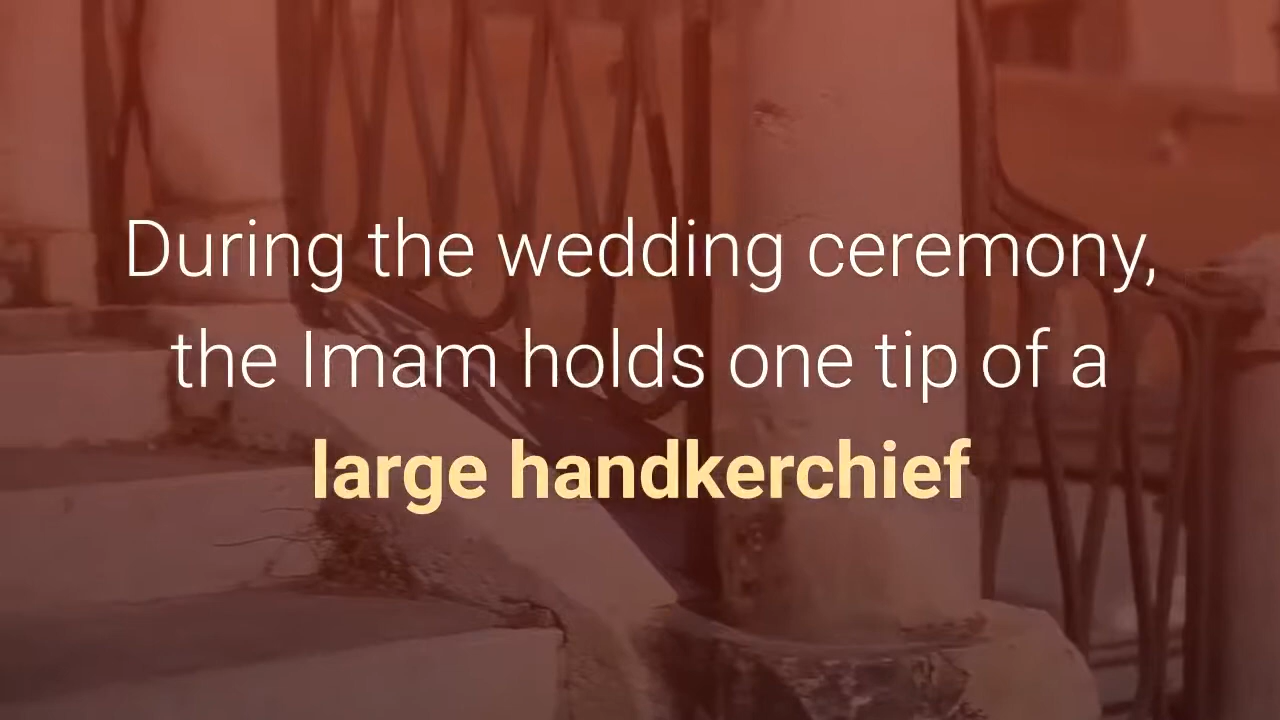 During the wedding ceremony,
the Imam holds one tip of a
large handkerchief